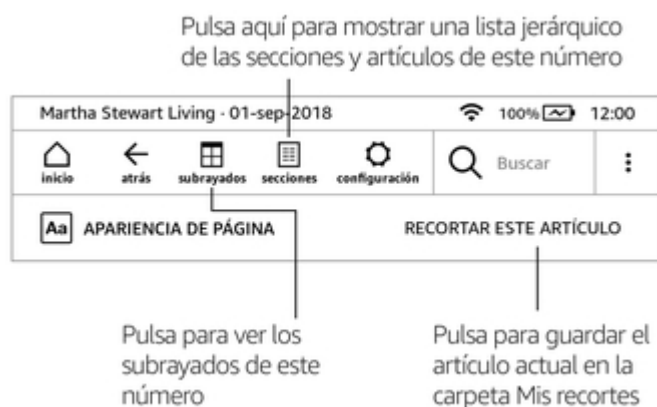 Pulsa aquí para mostrar una lista jerárquico
de las secciones y artículos de este número
Martha Stewart Living - 01-sep-2018 100% 12:00
inicio atrás subrayados secciones configuración Buscar
Aa APARIENCIA DE PÁGINA RECORTAR ESTE ARTÍCULO
Pulsa para ver los
subrayados de este
número
Pulsa para guardar el
artículo actual en la
carpeta Mis recortes